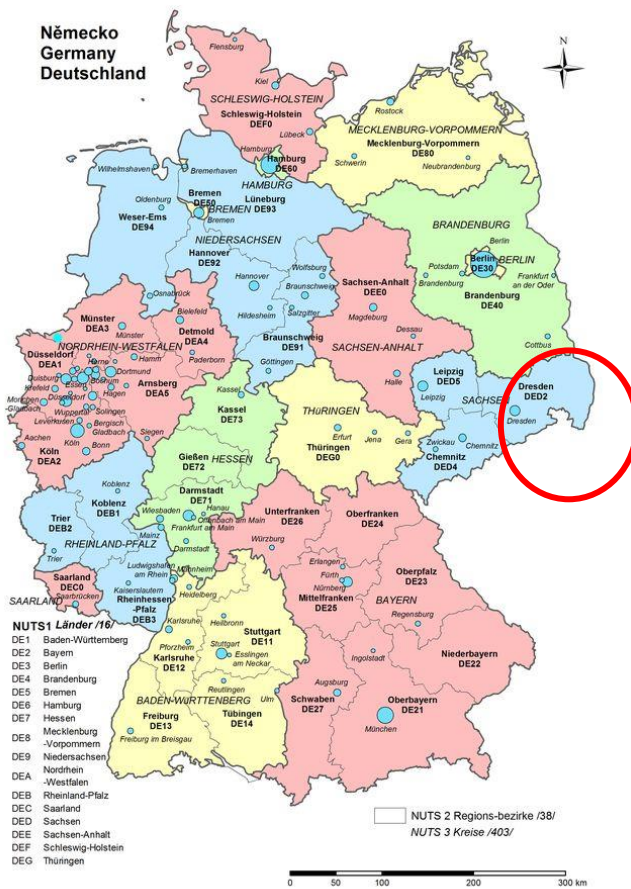 Německo
Germany
Deutschland
N
Flensburg
Kiel
SCHLESWIG-HOLSTEIN
Schleswig-Holstein
DEF0
Lübeck
Rostock
MECKLENBURG-VORPOMMERN
Mecklenburg-Vorpommern
DE80
Schwerin
Neubrandenburg
Hamburg
Hamburg
DE60
HAMBURG
Wilhelmshaven
Bremerhaven
Oldenburg
Bremen
DE50
BREMEN
Bremen
Lüneburg
DE93
Weser-Ems
DE94
NIEDERSACHSEN
Hannover
DE92
Hannover
Wolfsburg
Braunschweig
Salzgitter
Hildesheim
Osnabrück
Braunschweig
DE91
Göttingen
BRANDENBURG
Berlin
Berlin
DE30
BERLIN
Potsdam
Brandenburg
Frankfurt
an der Oder
Brandenburg
DE40
Cottbus
Sachsen-Anhalt
DEE0
Magdeburg
Dessau
SACHSEN-ANHALT
Halle
Münster
DEA3
Münster
Bielefeld
Detmold
DEA4
Paderborn
NORDRHEIN-WESTFALEN
Düsseldorf
DEA1
Herne
Hamm
Duisburg
Essen
Bochum
Dortmund
Krefeld
Hagen
Arnsberg
DEA5
Mönchen
-Gladbach
Düsseldorf
Wuppertal
Solingen
Leverkusen
Bergisch
Gladbach
Köln
Siegen
Aachen
Bonn
Köln
DEA2
Leipzig
DED5
Leipzig
SACHSEN
Dresden
DED2
Dresden
Zwickau
Chemnitz
Chemnitz
DED4
Kassel
Kassel
DE73
THÜRINGEN
Erfurt
Jena
Gera
Thüringen
DEG0
Gießen
DE72
HESSEN
Koblenz
Koblenz
DEB1
Trier
DEB2
Trier
RHEINLAND-PFALZ
Darmstadt
DE71
Wiesbaden
Hanau
Offenbach am Main
Frankfurt am Main
Mainz
Darmstadt
Ludwigshafen
am Rhein
Mannheim
Kaiserslautern
Rheinhessen
-Pfalz
DEB3
Heidelberg
Saarland
DEC0
Saarbrücken
SAARLAND
Unterfranken
DE26
Würzburg
Oberfranken
DE24
Erlangen
Fürth
Nürnberg
Mittelfranken
DE25
Oberpfalz
DE23
BAYERN
Regensburg
Niederbayern
DE22
Ingolstadt
Augsburg
Schwaben
DE27
Oberbayern
DE21
München
Karlsruhe
Heilbronn
Stuttgart
DE11
Pforzheim
Stuttgart
Esslingen
am Neckar
Karlsruhe
DE12
Reutlingen
BADEN-WÜRTTENBERG
Ulm
Freiburg
DE13
Tübingen
DE14
Freiburg im Breisgau
NUTS1 Länder /16/
DE1 Baden-Württemberg
DE2 Bayern
DE3 Berlin
DE4 Brandenburg
DE5 Bremen
DE6 Hamburg
DE7 Hessen
DE8 Mecklenburg
-Vorpommern
DE9 Niedersachsen
DEA Nordrhein
-Westfalen
DEB Rheinland-Pfalz
DEC Saarland
DED Sachsen
DEE Sachsen-Anhalt
DEF Schleswig-Holstein
DEG Thüringen
NUTS 2 Regions-bezirke /38/
NUTS 3 Kreise /403/
0 50 100 200 300 km